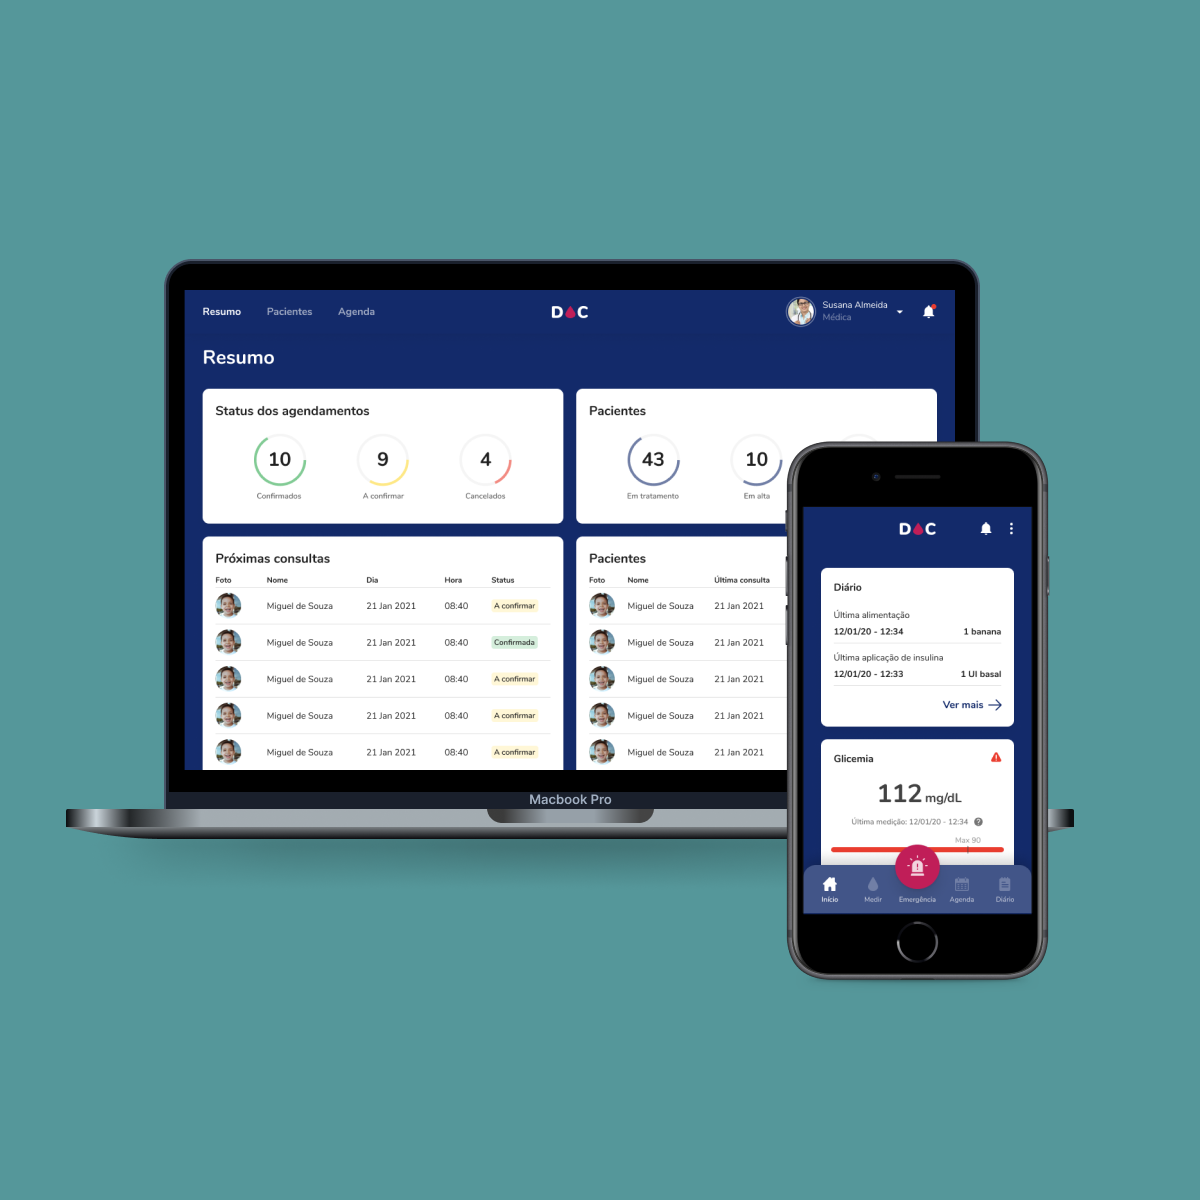 Resumo Pacientes Agenda
D C
Susana Almeida
Médica
Resumo
Status dos agendamentos
10 9 4
Confirmados A confirmar Cancelados
Pacientes
43 10
Em tratamento Em alta
Próximas consultas
Foto Nome Dia Hora Status
Miguel de Souza 21 Jan 2021 08:40 A confirmar
Miguel de Souza 21 Jan 2021 08:40 Confirmada
Miguel de Souza 21 Jan 2021 08:40 A confirmar
Miguel de Souza 21 Jan 2021 08:40 A confirmar
Miguel de Souza 21 Jan 2021 08:40 A confirmar
Pacientes
Foto Nome Última consulta
Miguel de Souza 21 Jan 2021
Miguel de Souza 21 Jan 2021
Miguel de Souza 21 Jan 2021
Miguel de Souza 21 Jan 2021
Miguel de Souza 21 Jan 2021
Macbook Pro
D C
Diário
Última alimentação
12/01/20 - 12:34 1 banana
Última aplicação de insulina
12/01/20 - 12:33 1 UI basal
Ver mais
Glicemia
112 mg/dL
Última medição: 12/01/20 - 12:34 ?
Max 90
Início Medir Emergência Agenda Diário